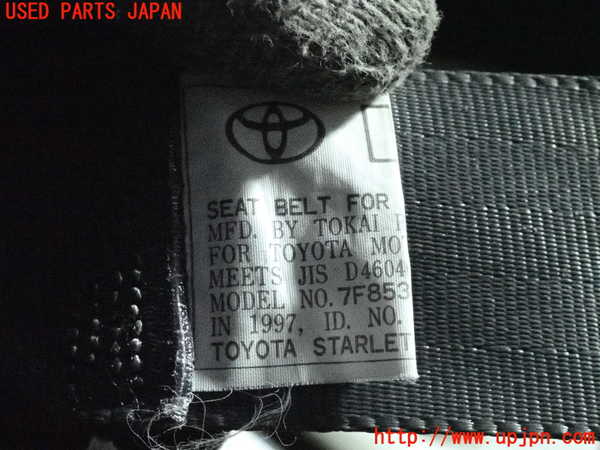 USED PARTS JAPAN
SEAT BELT FOR
MFD. BY TOKAI
FOR TOYOTA MO
MEETS JIS D4604
MODEL NO. 7F853
IN 1997, ID. NO.
TOYOTA STARLET
http://www.upjpn.com/